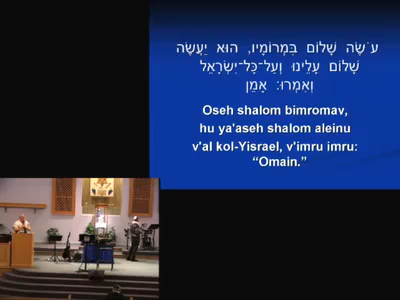 עֹשֶׂה שָׁלוֹם בִּמְרוֹמָיו, הוּא יַעֲשֶׂה
שָׁלוֹם עָלֵינוּ וְעַל־כָּל־יִשְׂרָאֵל
וְאִמְרוּ: אָמֵן
Oseh shalom bimromav,
hu ya'aseh shalom aleinu
v'al kol-Yisrael, v'imru imru:
“Omain.”